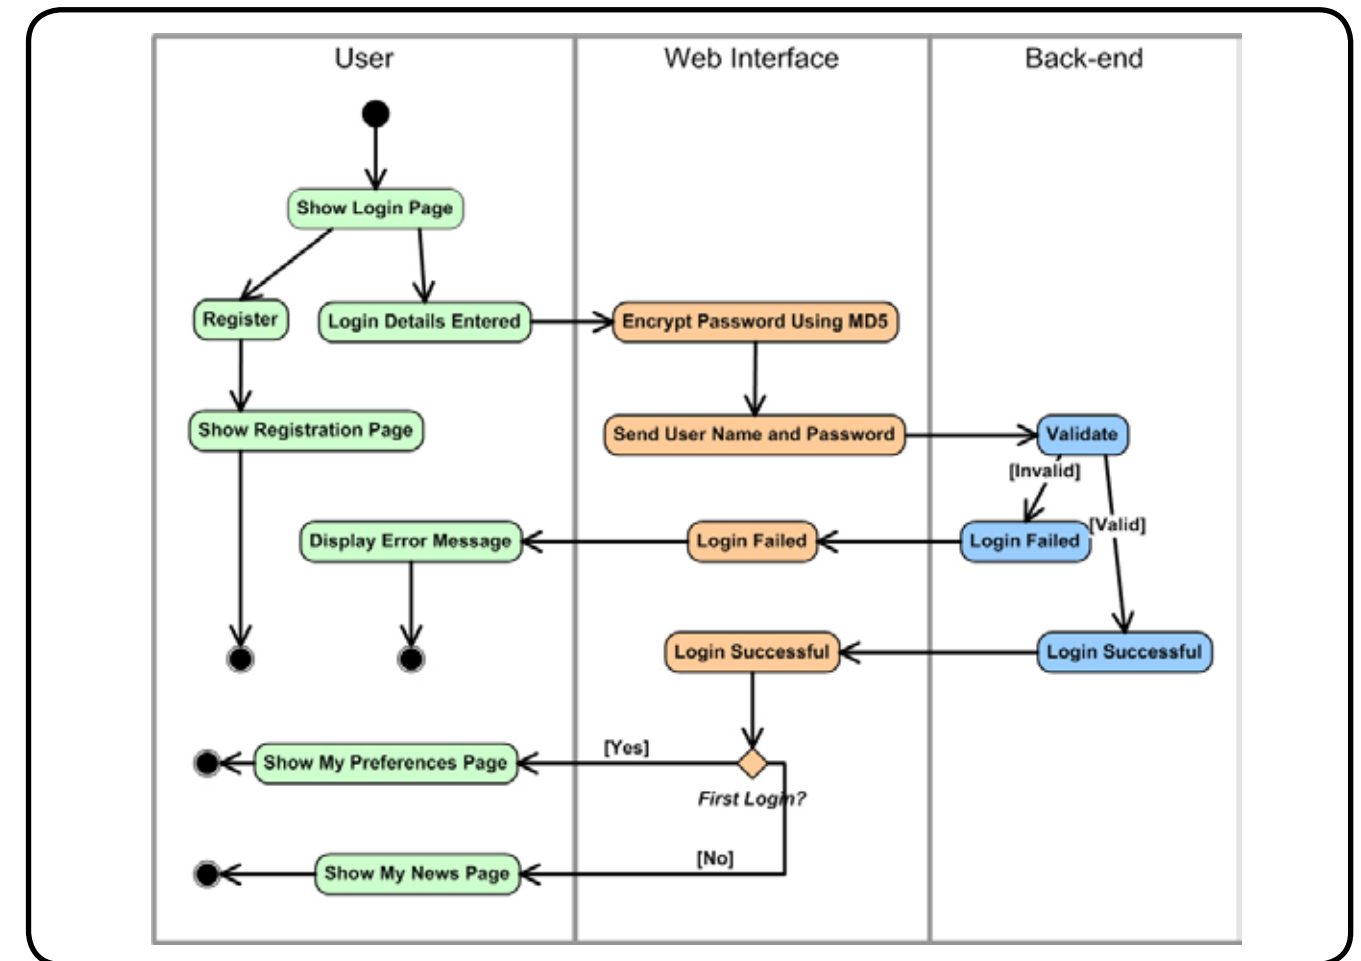 User
Web Interface
Back-end
Show Login Page
Register
Login Details Entered
Encrypt Password Using MD5
Show Registration Page
Send User Name and Password
Validate
[Invalid]
[Valid]
Display Error Message
Login Failed
Login Failed
Login Successful
Login Successful
[Yes]
Show My Preferences Page
First Login?
[No]
Show My News Page